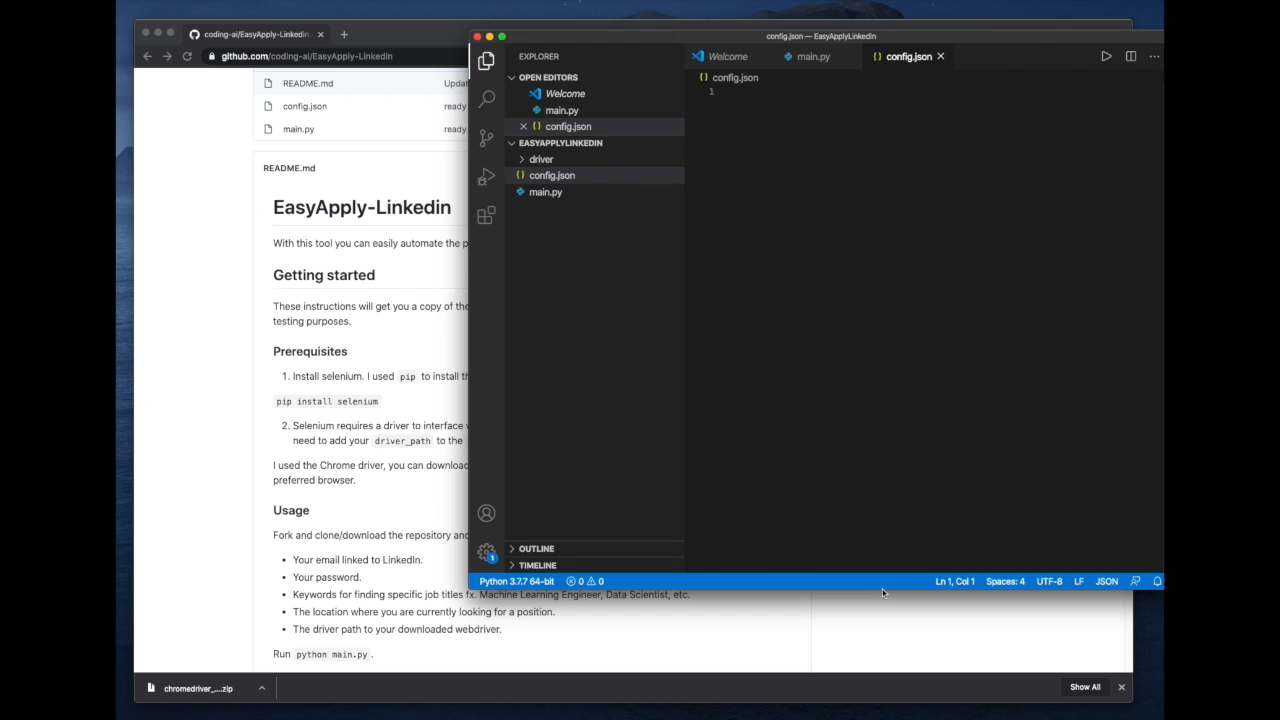 coding-ai/EasyApply-Linkedin
github.com/coding-ai/EasyApply-Linkedin
README.md
Updat
config.json
ready
main.py
ready
README.md
EasyApply-Linkedin
With this tool you can easily automate the p
Getting started
These instructions will get you a copy of the
testing purposes.
Prerequisites
1. Install selenium. I used pip to install th
pip install selenium
2. Selenium requires a driver to interface
need to add your driver_path to the
I used the Chrome driver, you can download
preferred browser.
Usage
Fork and clone/download the repository and
• Your email linked to LinkedIn.
• Your password.
• Keywords for finding specific job titles fx. Machine Learning Engineer, Data Scientist, etc.
• The location where you are currently looking for a position.
• The driver path to your downloaded webdriver.
Run python main.py.
chromedriver_....zip
Show All
config.json — EasyApplyLinkedIn
EXPLORER
OPEN EDITORS
Welcome
main.py
config.json
EASYAPPLYLINKEDIN
driver
config.json
main.py
OUTLINE
TIMELINE
Welcome
main.py
config.json
config.json
1
1
Python 3.7.7 64-bit
0
0
Ln 1, Col 1
Spaces: 4
UTF-8
LF
JSON